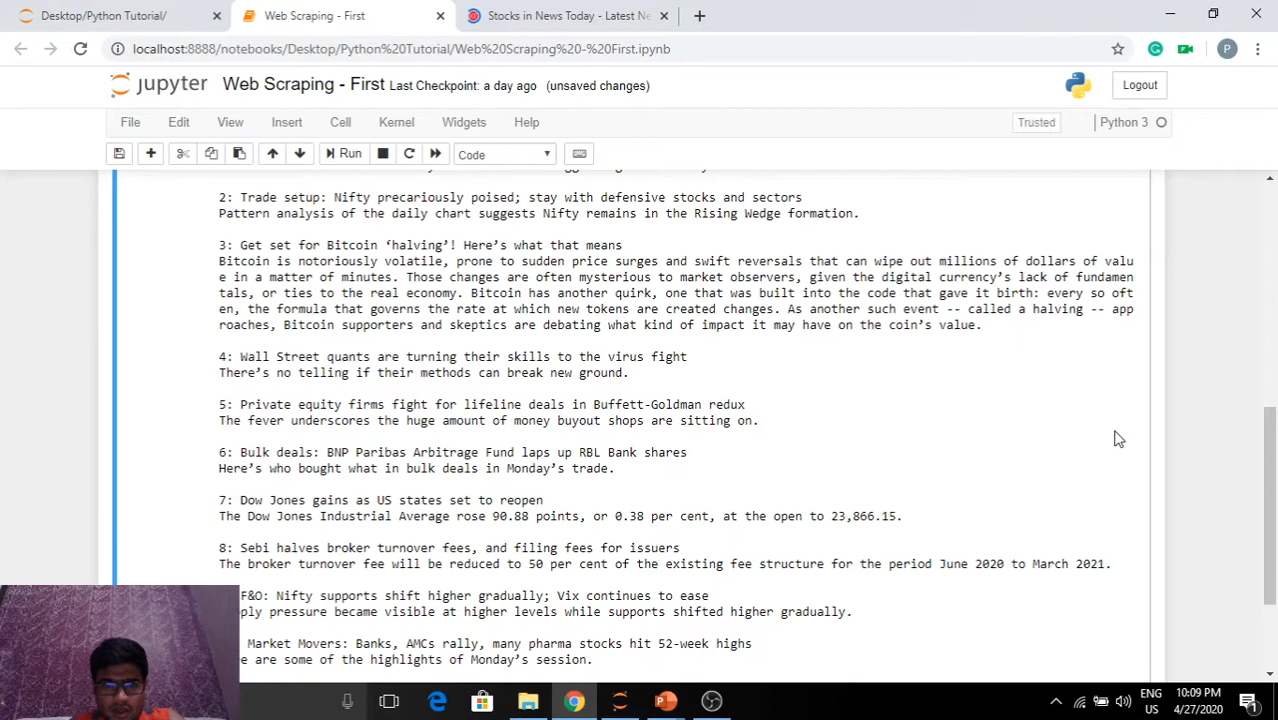 Desktop/Python Tutorial/
Web Scraping - First
Stocks in News Today - Latest Ne
localhost:8888/notebooks/Desktop/Python%20Tutorial/Web%20Scraping%20-%20First.ipynb
P
jupyter Web Scraping - First Last Checkpoint: a day ago (unsaved changes)
Logout
File Edit View Insert Cell Kernel Widgets Help
Trusted
Python 3
Run
Code
2: Trade setup: Nifty precariously poised; stay with defensive stocks and sectors
Pattern analysis of the daily chart suggests Nifty remains in the Rising Wedge formation.
3: Get set for Bitcoin ‘halving’! Here’s what that means
Bitcoin is notoriously volatile, prone to sudden price surges and swift reversals that can wipe out millions of dollars of valu
e in a matter of minutes. Those changes are often mysterious to market observers, given the digital currency’s lack of fundamen
tals, or ties to the real economy. Bitcoin has another quirk, one that was built into the code that gave it birth: every so oft
en, the formula that governs the rate at which new tokens are created changes. As another such event -- called a halving -- app
roaches, Bitcoin supporters and skeptics are debating what kind of impact it may have on the coin’s value.
4: Wall Street quants are turning their skills to the virus fight
There’s no telling if their methods can break new ground.
5: Private equity firms fight for lifeline deals in Buffett-Goldman redux
The fever underscores the huge amount of money buyout shops are sitting on.
6: Bulk deals: BNP Paribas Arbitrage Fund laps up RBL Bank shares
Here’s who bought what in bulk deals in Monday’s trade.
7: Dow Jones gains as US states set to reopen
The Dow Jones Industrial Average rose 90.88 points, or 0.38 per cent, at the open to 23,866.15.
8: Sebi halves broker turnover fees, and filing fees for issuers
The broker turnover fee will be reduced to 50 per cent of the existing fee structure for the period June 2020 to March 2021.
F&O: Nifty supports shift higher gradually; Vix continues to ease
ply pressure became visible at higher levels while supports shifted higher gradually.
Market Movers: Banks, AMCs rally, many pharma stocks hit 52-week highs
e are some of the highlights of Monday’s session.
ENG
US
10:09 PM
4/27/2020
1